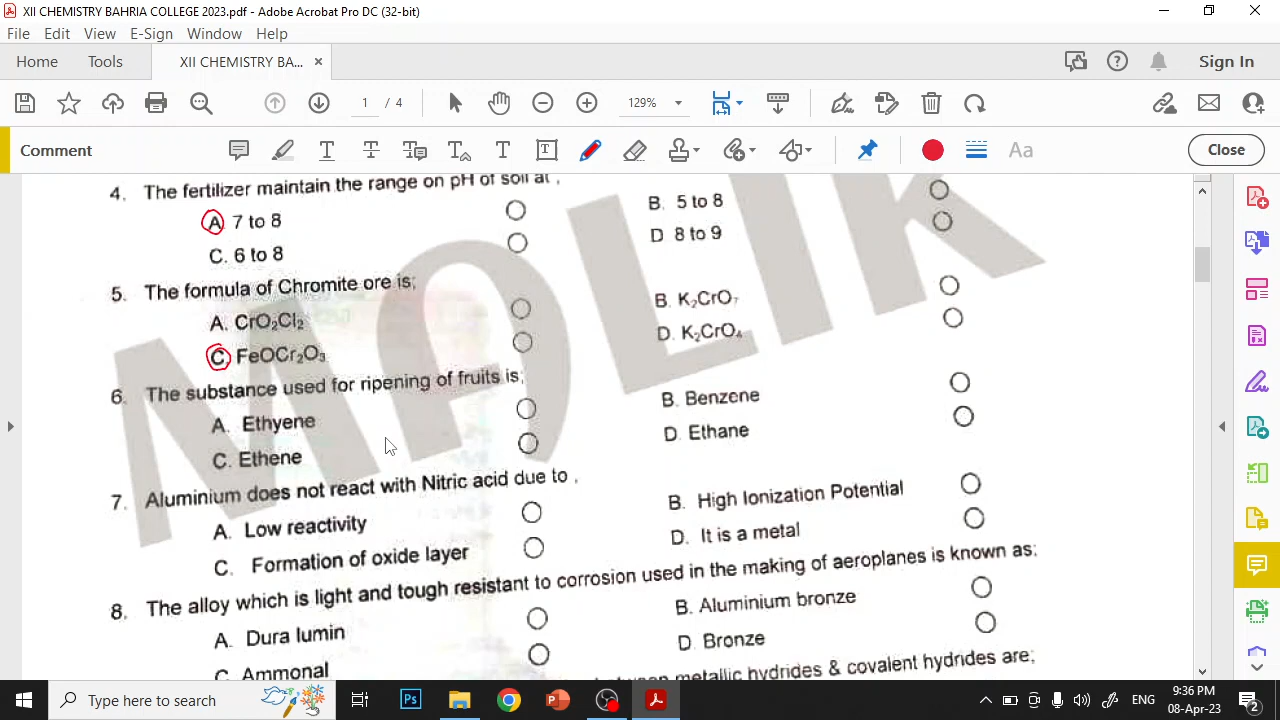 XII CHEMISTRY BAHRIA COLLEGE 2023.pdf - Adobe Acrobat Pro DC (32-bit)
File Edit View E-Sign Window Help
Home Tools XII CHEMISTRY BA... × Sign In
1 / 4 129%
Comment Aa Close
4. The fertilizer maintain the range on pH of soil at ,
A. 7 to 8 B. 5 to 8
C. 6 to 8 D 8 to 9
5. The formula of Chromite ore is;
A. CrO₂Cl₂ B. K₂CrO₇
C. FeOCr₂O₃ D. K₂CrO₄
6. The substance used for ripening of fruits is;
A. Ethyene B. Benzene
C. Ethene D. Ethane
7. Aluminium does not react with Nitric acid due to ,
A. Low reactivity B. High Ionization Potential
C. Formation of oxide layer D. It is a metal
8. The alloy which is light and tough resistant to corrosion used in the making of aeroplanes is known as;
A. Dura lumin B. Aluminium bronze
C Ammonal D. Bronze
between metallic hydrides & covalent hydrides are;
MALIK
Type here to search Ps ENG 9:36 PM
08-Apr-23 2